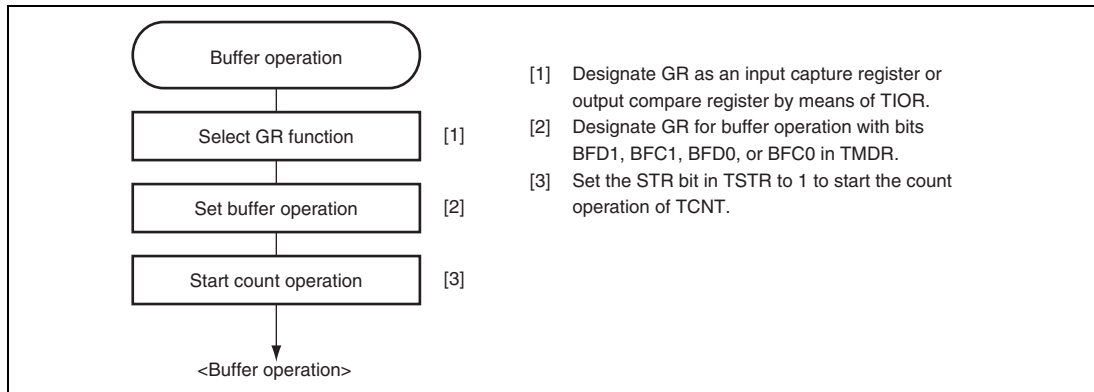 Buffer operation
Select GR function
[1]
Set buffer operation
[2]
Start count operation
[3]
<Buffer operation>
[1] Designate GR as an input capture register or
output compare register by means of TIOR.
[2] Designate GR for buffer operation with bits
BFD1, BFC1, BFD0, or BFC0 in TMDR.
[3] Set the STR bit in TSTR to 1 to start the count
operation of TCNT.